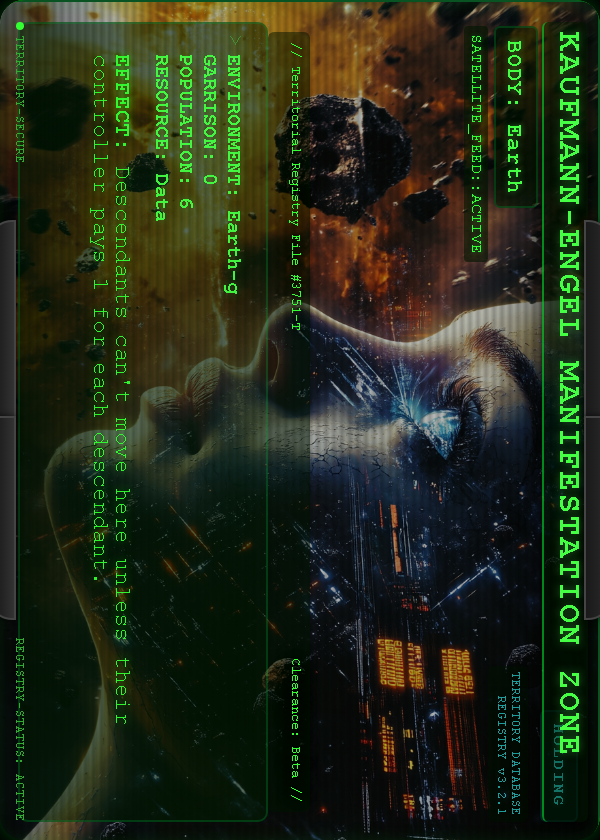 KAUFMANN-ENGEL MANIFESTATION ZONE
HOLDING
BODY: Earth
SATELLITE_FEED::ACTIVE
TERRITORY DATABASE
REGISTRY v3.2.1
// Territorial Registry File #3751-T
Clearance: Beta //
> ENVIRONMENT: Earth-g
GARRISON: 0
POPULATION: 6
RESOURCE: Data
EFFECT: Descendants can't move here unless their
controller pays 1 for each descendant.
TERRITORY-SECURE
REGISTRY-STATUS: ACTIVE